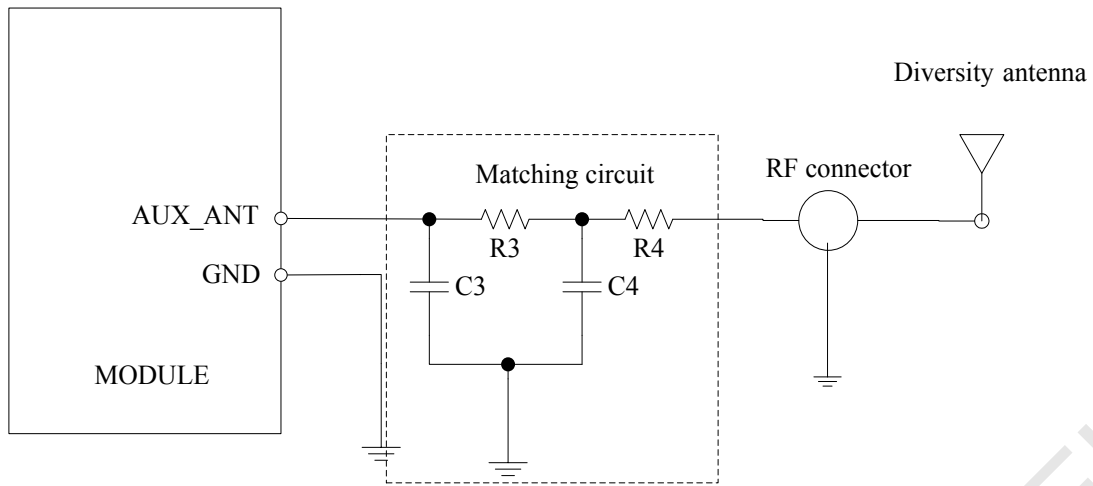 Diversity antenna
Matching circuit
RF connector
AUX_ANT
R3
R4
GND
C3
C4
MODULE